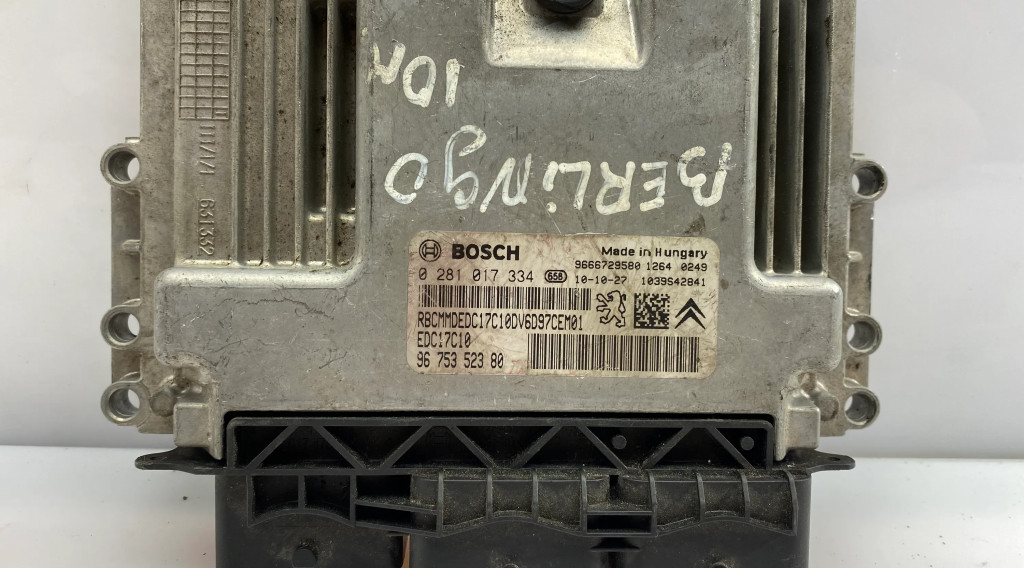 BERLiNgO
BOSCH
Made in Hungary
9666729580 1264 0249
0 281 017 334 658
10-10-27 1039S42841
RBCMMDEDC17C10DV6D97CEM01
EDC17C10
96 753 523 80
631332